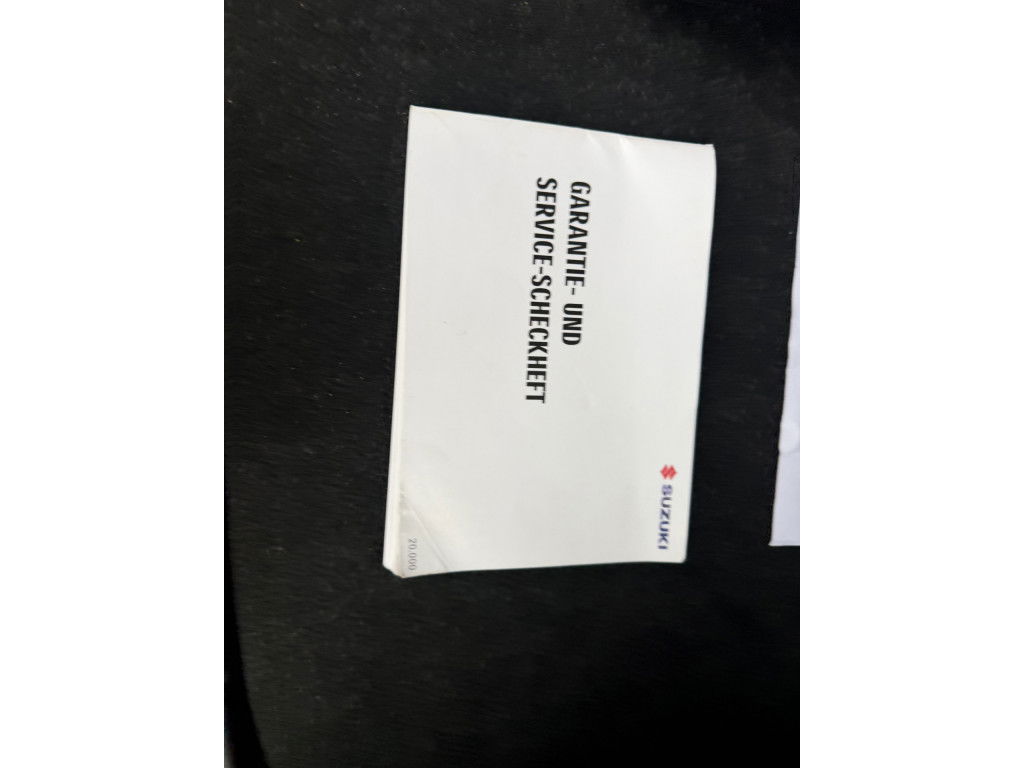 SUZUKI
GARANTIE- UND
SERVICE-SCHECKHEFT
20.000